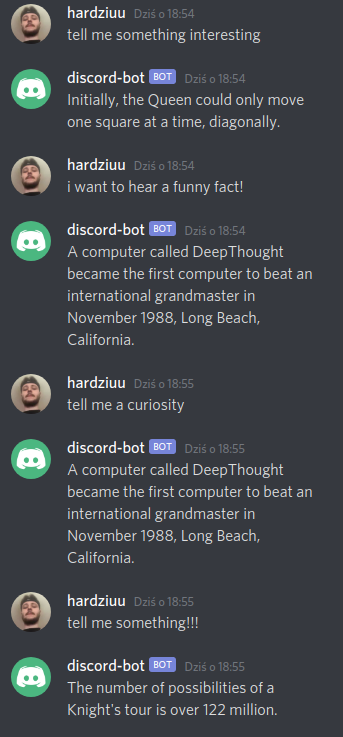 hardziuu Dziś o 18:54
tell me something interesting
discord-bot BOT Dziś o 18:54
Initially, the Queen could only move
one square at a time, diagonally.
hardziuu Dziś o 18:54
i want to hear a funny fact!
discord-bot BOT Dziś o 18:54
A computer called DeepThought
became the first computer to beat an
international grandmaster in
November 1988, Long Beach,
California.
hardziuu Dziś o 18:55
tell me a curiosity
discord-bot BOT Dziś o 18:55
A computer called DeepThought
became the first computer to beat an
international grandmaster in
November 1988, Long Beach,
California.
hardziuu Dziś o 18:55
tell me something!!!
discord-bot BOT Dziś o 18:55
The number of possibilities of a
Knight's tour is over 122 million.